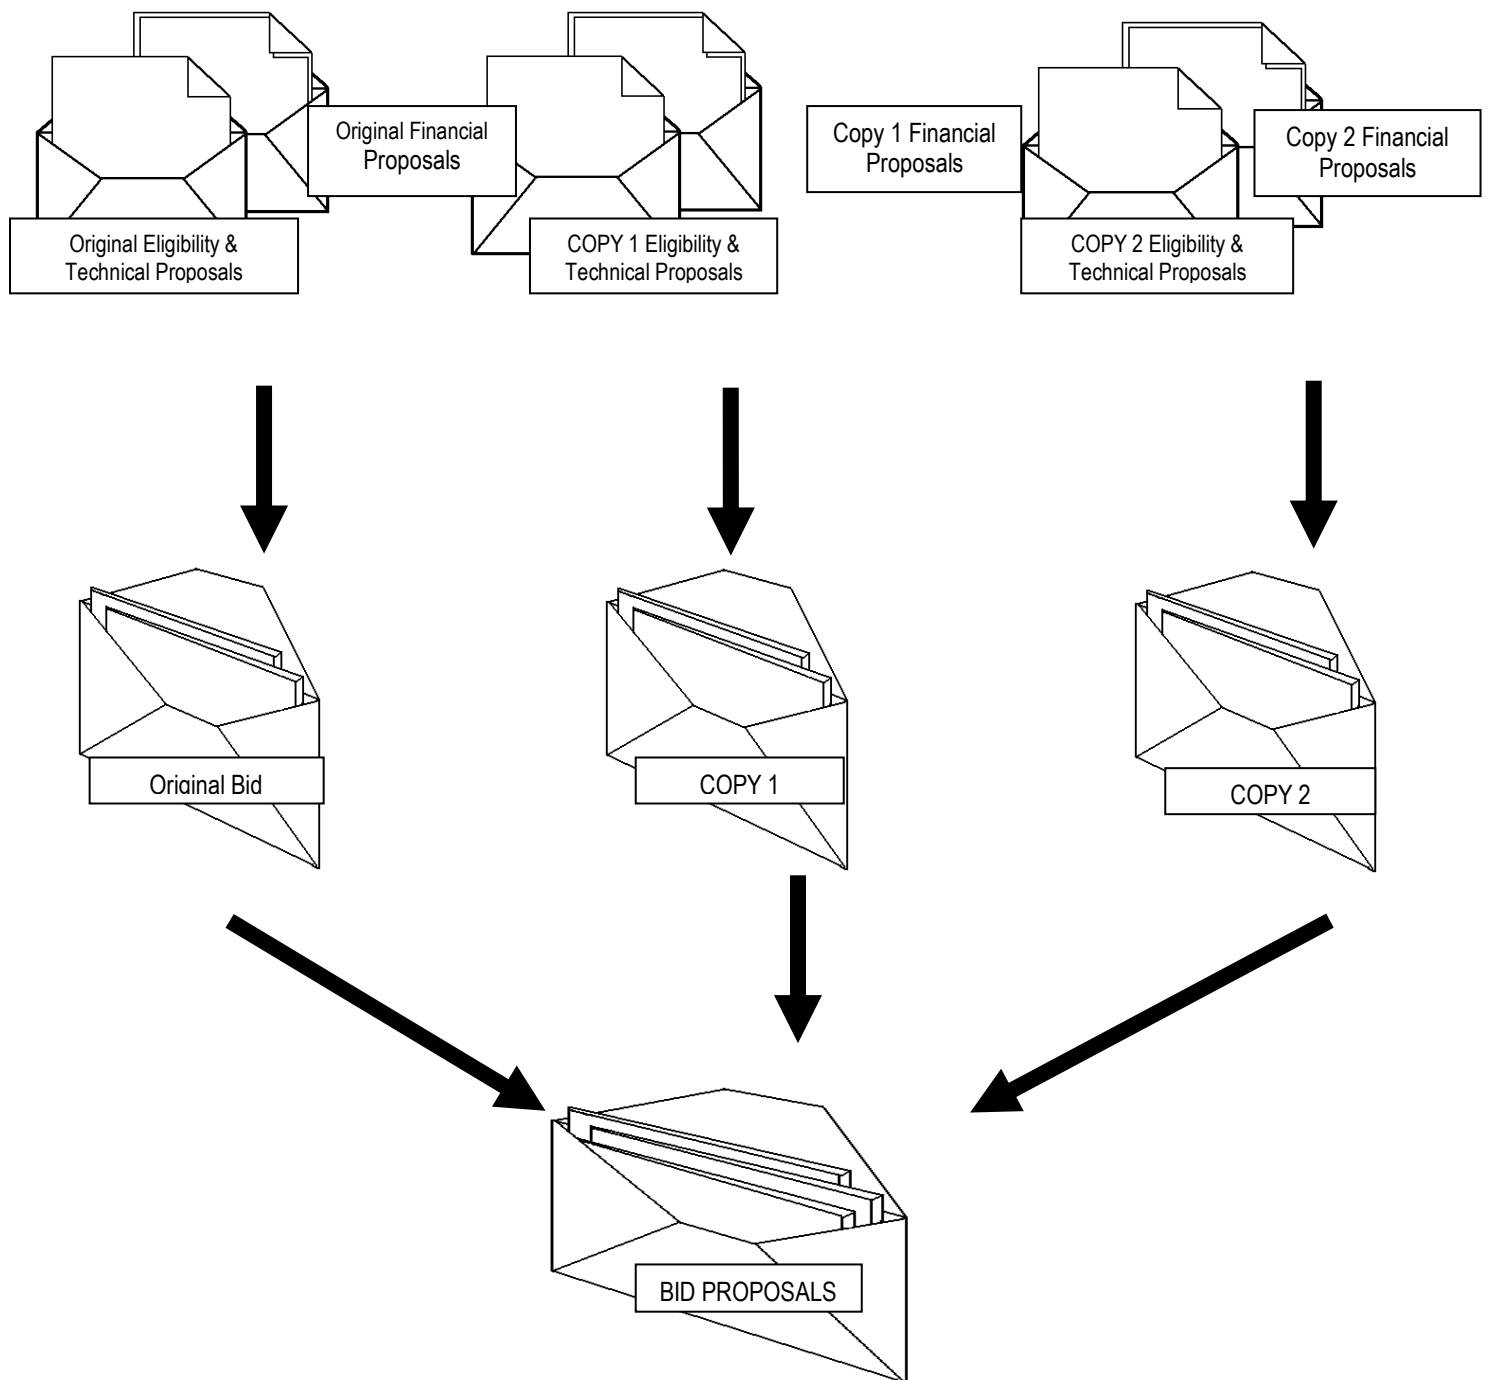 Original Financial
Proposals
Copy 1 Financial
Proposals
Copy 2 Financial
Proposals
Original Eligibility &
Technical Proposals
COPY 1 Eligibility &
Technical Proposals
COPY 2 Eligibility &
Technical Proposals
Original Bid
COPY 1
COPY 2
BID PROPOSALS